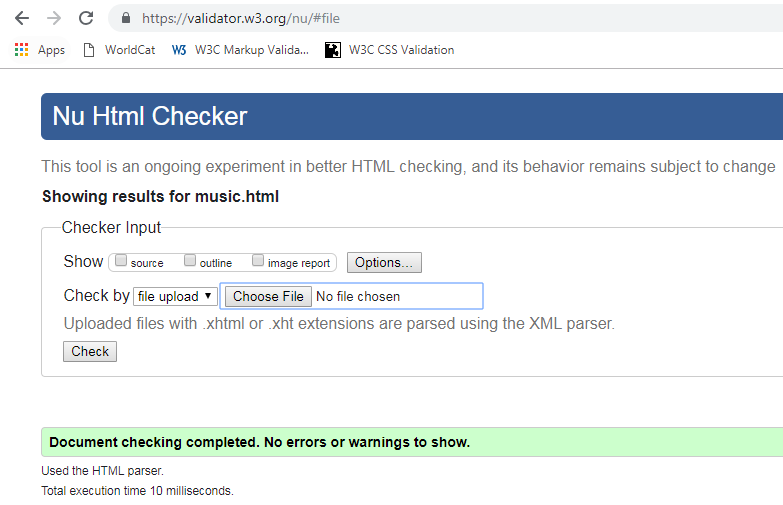 https://validator.w3.org/nu/#file
Apps WorldCat W3 W3C Markup Valida... W3C CSS Validation
Nu Html Checker
This tool is an ongoing experiment in better HTML checking, and its behavior remains subject to change
Showing results for music.html
Checker Input
Show source outline image report Options...
Check by file upload Choose File No file chosen
Uploaded files with .xhtml or .xht extensions are parsed using the XML parser.
Check
Document checking completed. No errors or warnings to show.
Used the HTML parser.
Total execution time 10 milliseconds.